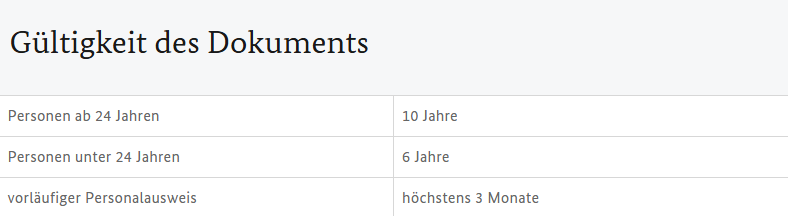 Gültigkeit des Dokuments
Personen ab 24 Jahren 10 Jahre
Personen unter 24 Jahren 6 Jahre
vorläufiger Personalausweis höchstens 3 Monate